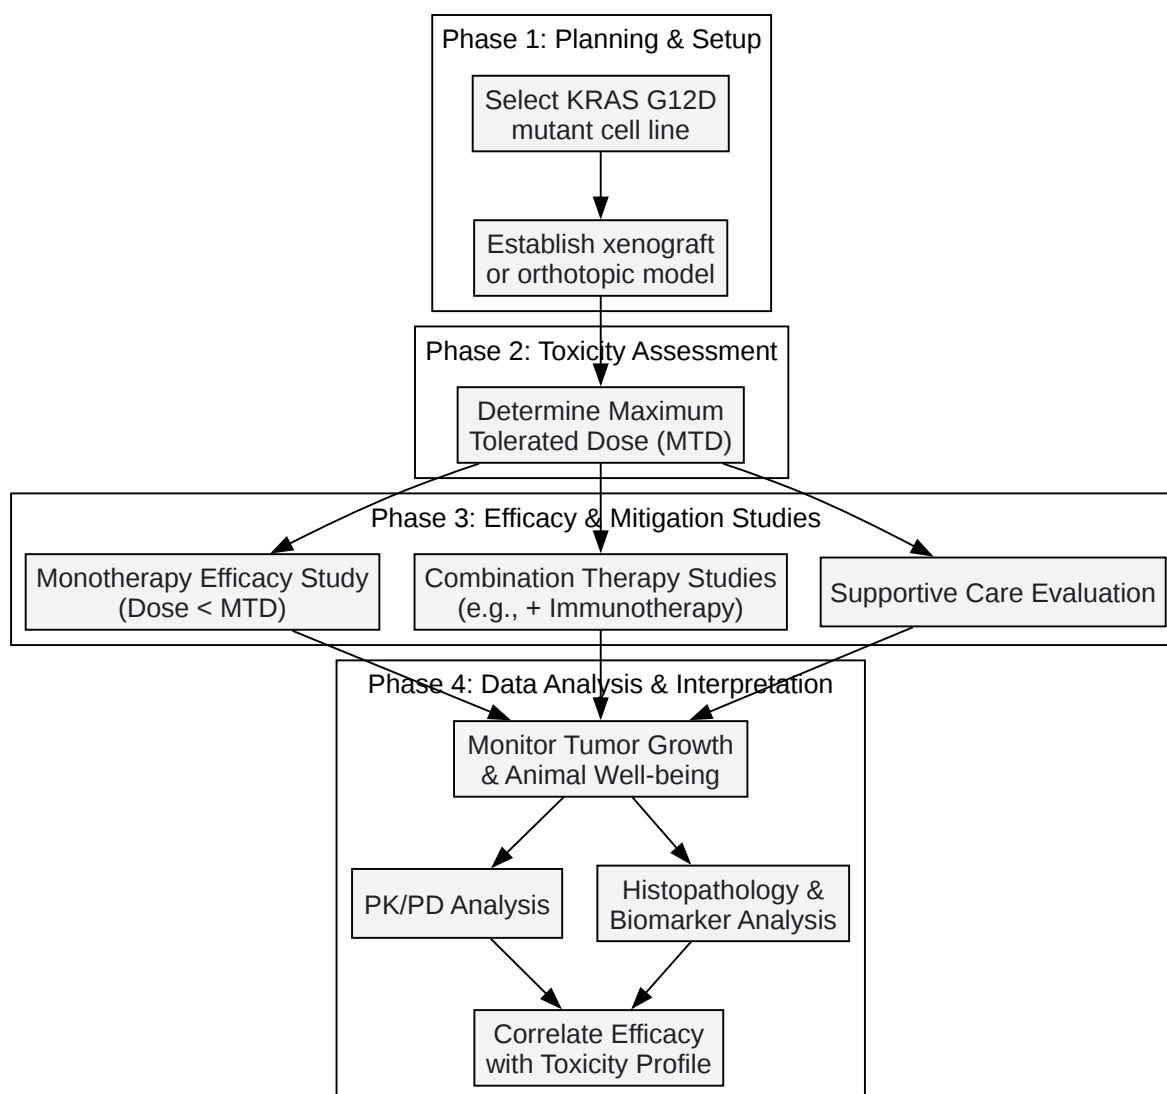 Phase 1: Planning & Setup
Select KRAS G12D
mutant cell line
Establish xenograft
or orthotopic model
Phase 2: Toxicity Assessment
Determine Maximum
Tolerated Dose (MTD)
Phase 3: Efficacy & Mitigation Studies
Monotherapy Efficacy Study
(Dose < MTD)
Combination Therapy Studies
(e.g., + Immunotherapy)
Supportive Care Evaluation
Phase 4: Data Analysis & Interpretation
Monitor Tumor Growth
& Animal Well-being
PK/PD Analysis
Histopathology &
Biomarker Analysis
Correlate Efficacy
with Toxicity Profile